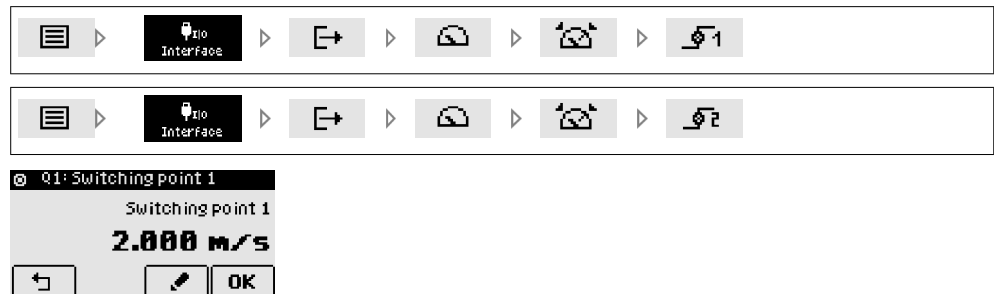 I/O
Interface
1
I/O
Interface
2
Q1: Switching point 1
Switching point 1
2.000 m/s
OK